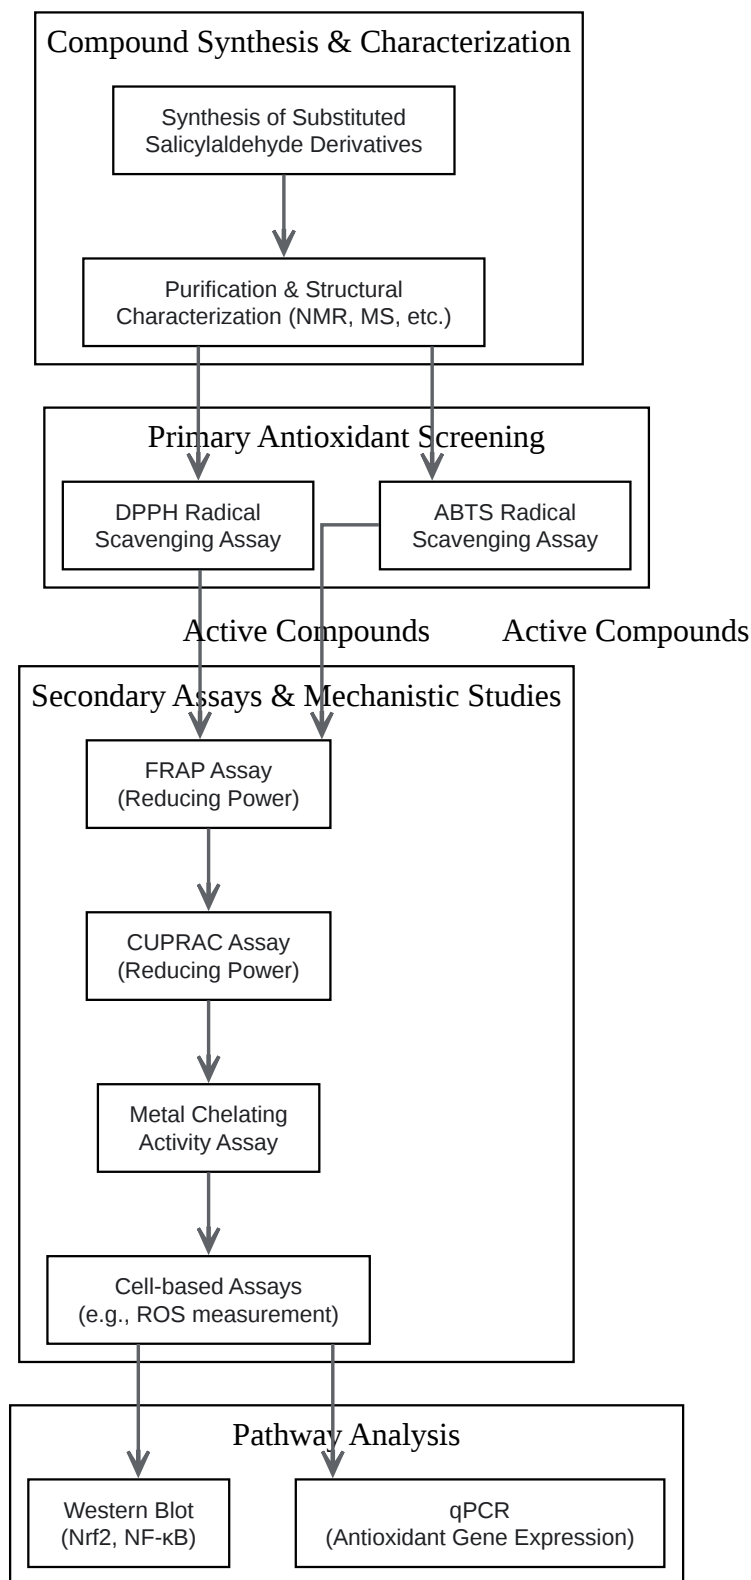 Compound Synthesis & Characterization
Synthesis of Substituted
Salicylaldehyde Derivatives
Purification & Structural
Characterization (NMR, MS, etc.)
Primary Antioxidant Screening
DPPH Radical
Scavenging Assay
ABTS Radical
Scavenging Assay
Active Compounds
Active Compounds
Secondary Assays & Mechanistic Studies
FRAP Assay
(Reducing Power)
CUPRAC Assay
(Reducing Power)
Metal Chelating
Activity Assay
Cell-based Assays
(e.g., ROS measurement)
Pathway Analysis
Western Blot
(Nrf2, NF-κB)
qPCR
(Antioxidant Gene Expression)